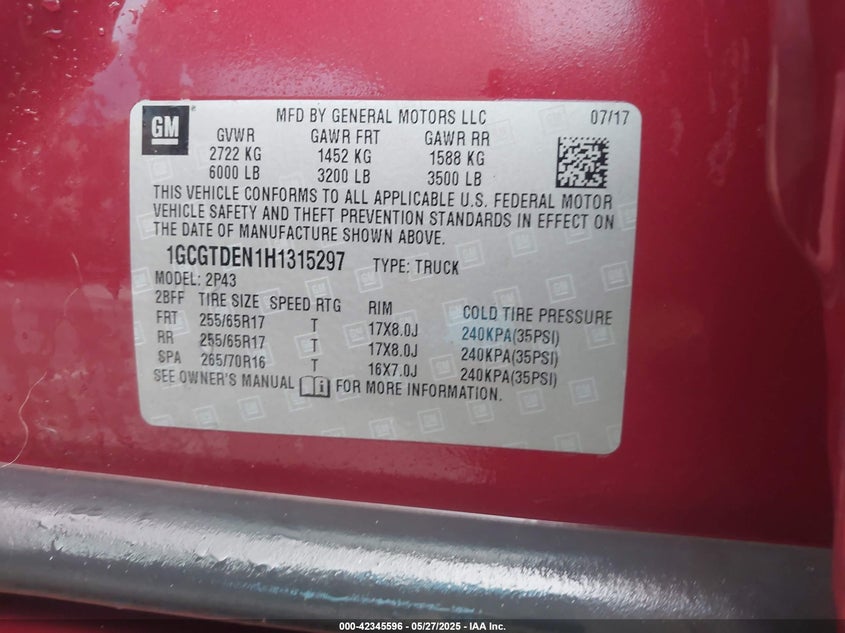 GM
MFD BY GENERAL MOTORS LLC 07/17
GVWR GAWR FRT GAWR RR
2722 KG 1452 KG 1588 KG
6000 LB 3200 LB 3500 LB
THIS VEHICLE CONFORMS TO ALL APPLICABLE U.S. FEDERAL MOTOR
VEHICLE SAFETY AND THEFT PREVENTION STANDARDS IN EFFECT ON
THE DATE OF MANUFACTURE SHOWN ABOVE.
1GCGTDEN1H1315297 TYPE: TRUCK
MODEL: 2P43
2BFF TIRE SIZE SPEED RTG RIM COLD TIRE PRESSURE
FRT 255/65R17 T 17X8.0J 240KPA(35PSI)
RR 255/65R17 T 17X8.0J 240KPA(35PSI)
SPA 265/70R16 T 16X7.0J 240KPA(35PSI)
SEE OWNER'S MANUAL FOR MORE INFORMATION.
000-42345596 - 05/27/2025 - IAA Inc.